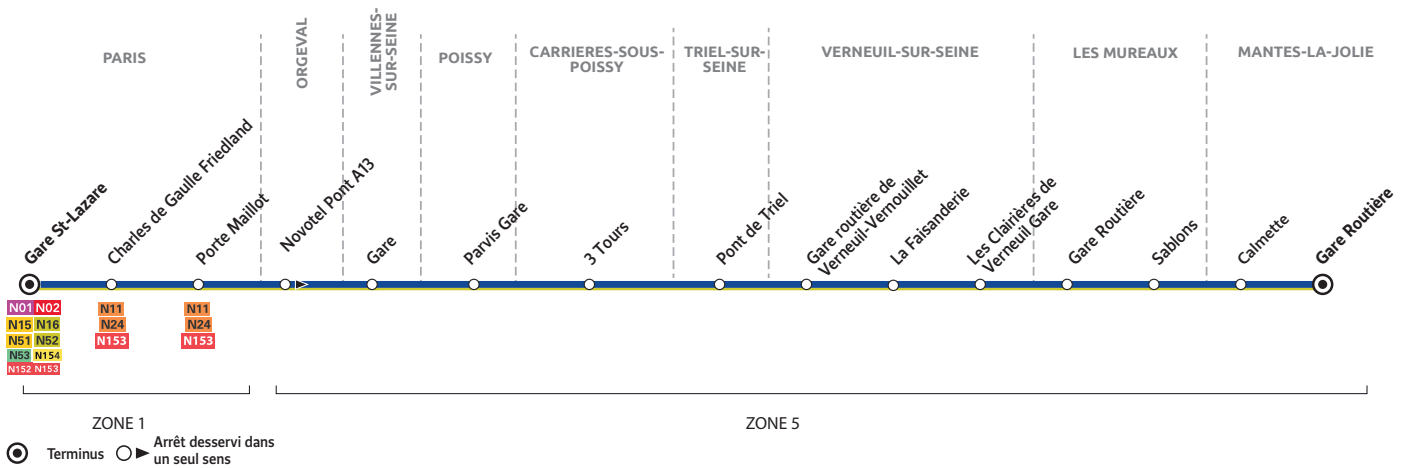 PARIS
ORGEVAL
VILLENNES-
SUR-SEINE
POISSY
CARRIERES-SOUS-
POISSY
TRIEL-SUR-
SEINE
VERNEUIL-SUR-SEINE
LES MUREAUX
MANTES-LA-JOLIE
Gare St-Lazare
Charles de Gaulle Friedland
Porte Maillot
Novotel Pont A13
Gare
Parvis Gare
3 Tours
Pont de Triel
Gare routière de
Verneuil-Vernouillet
La Faisanderie
Les Clairières de
Verneuil Gare
Gare Routière
Sablons
Calmette
Gare Routière
N01 N02
N15 N16
N51 N52
N53 N154
N152 N153
N11
N24
N153
N11
N24
N153
ZONE 1
ZONE 5
Terminus
Arrêt desservi dans
un seul sens